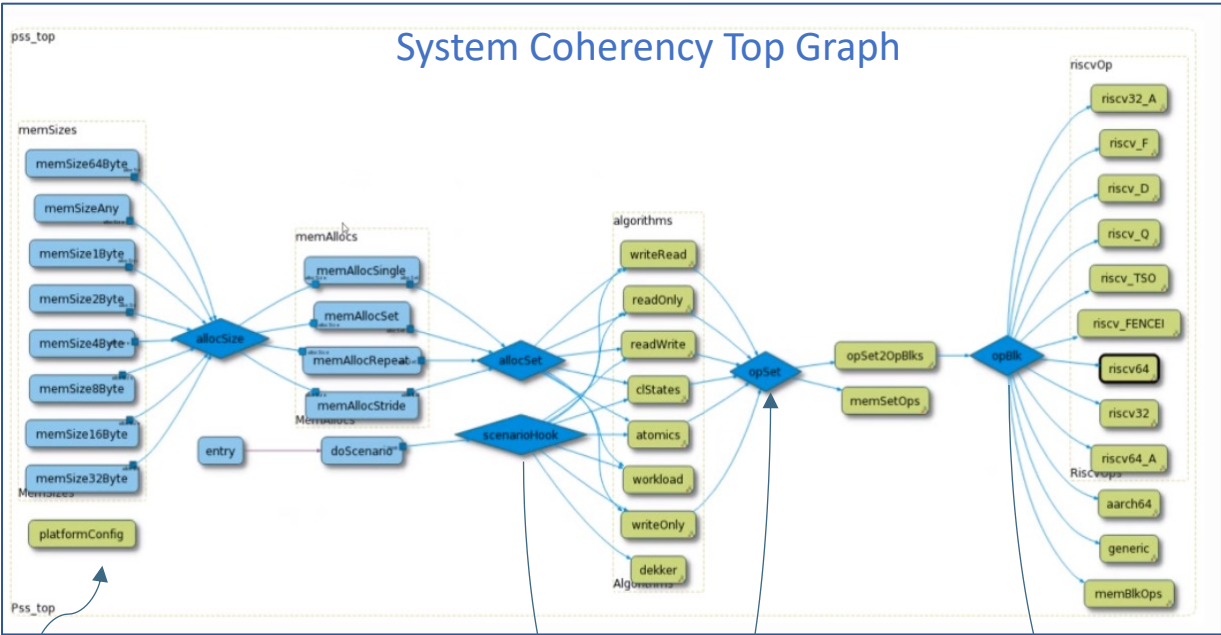 System Coherency Top Graph
pss_top
memSizes
memSize64Byte
memSizeAny
memSize1Byte
memSize2Byte
memSize4Byte
memSize8Byte
memSize16Byte
memSize32Byte
MemSizes
platformConfig
Pss_top
allocSize
memAllocs
memAllocSingle
memAllocSet
memAllocRepeat
memAllocStride
MemAllocs
entry
doScenario
allocSet
scenarioHook
algorithms
writeRead
readOnly
readWrite
clStates
atomics
workload
writeOnly
dekker
Algorithms
opSet
opSet2OpBlks
memSetOps
opBlk
riscvOp
riscv32_A
riscv_F
riscv_D
riscv_Q
riscv_TSO
riscv_FENCEI
riscv64
riscv32
riscv64_A
RiscvOps
aarch64
generic
memBlkOps